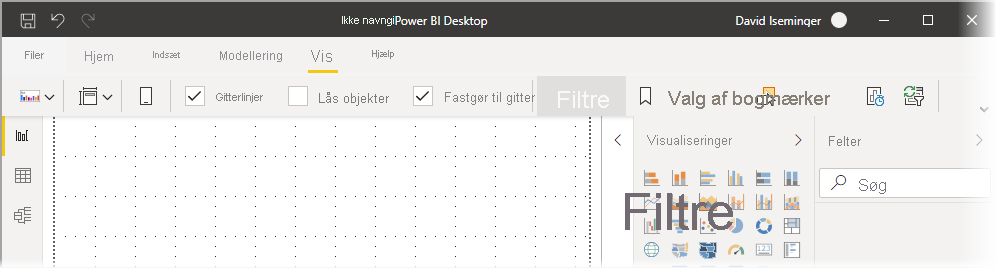 Ikke navngiPower BI Desktop
David Iseminger
Filer Hjem Indsæt Modellering Vis Hjælp
Gitterlinjer Lås objekter Fastgør til gitter Filtre Valg af bogmærker
Visualiseringer Felter
Søg
Filtre
123